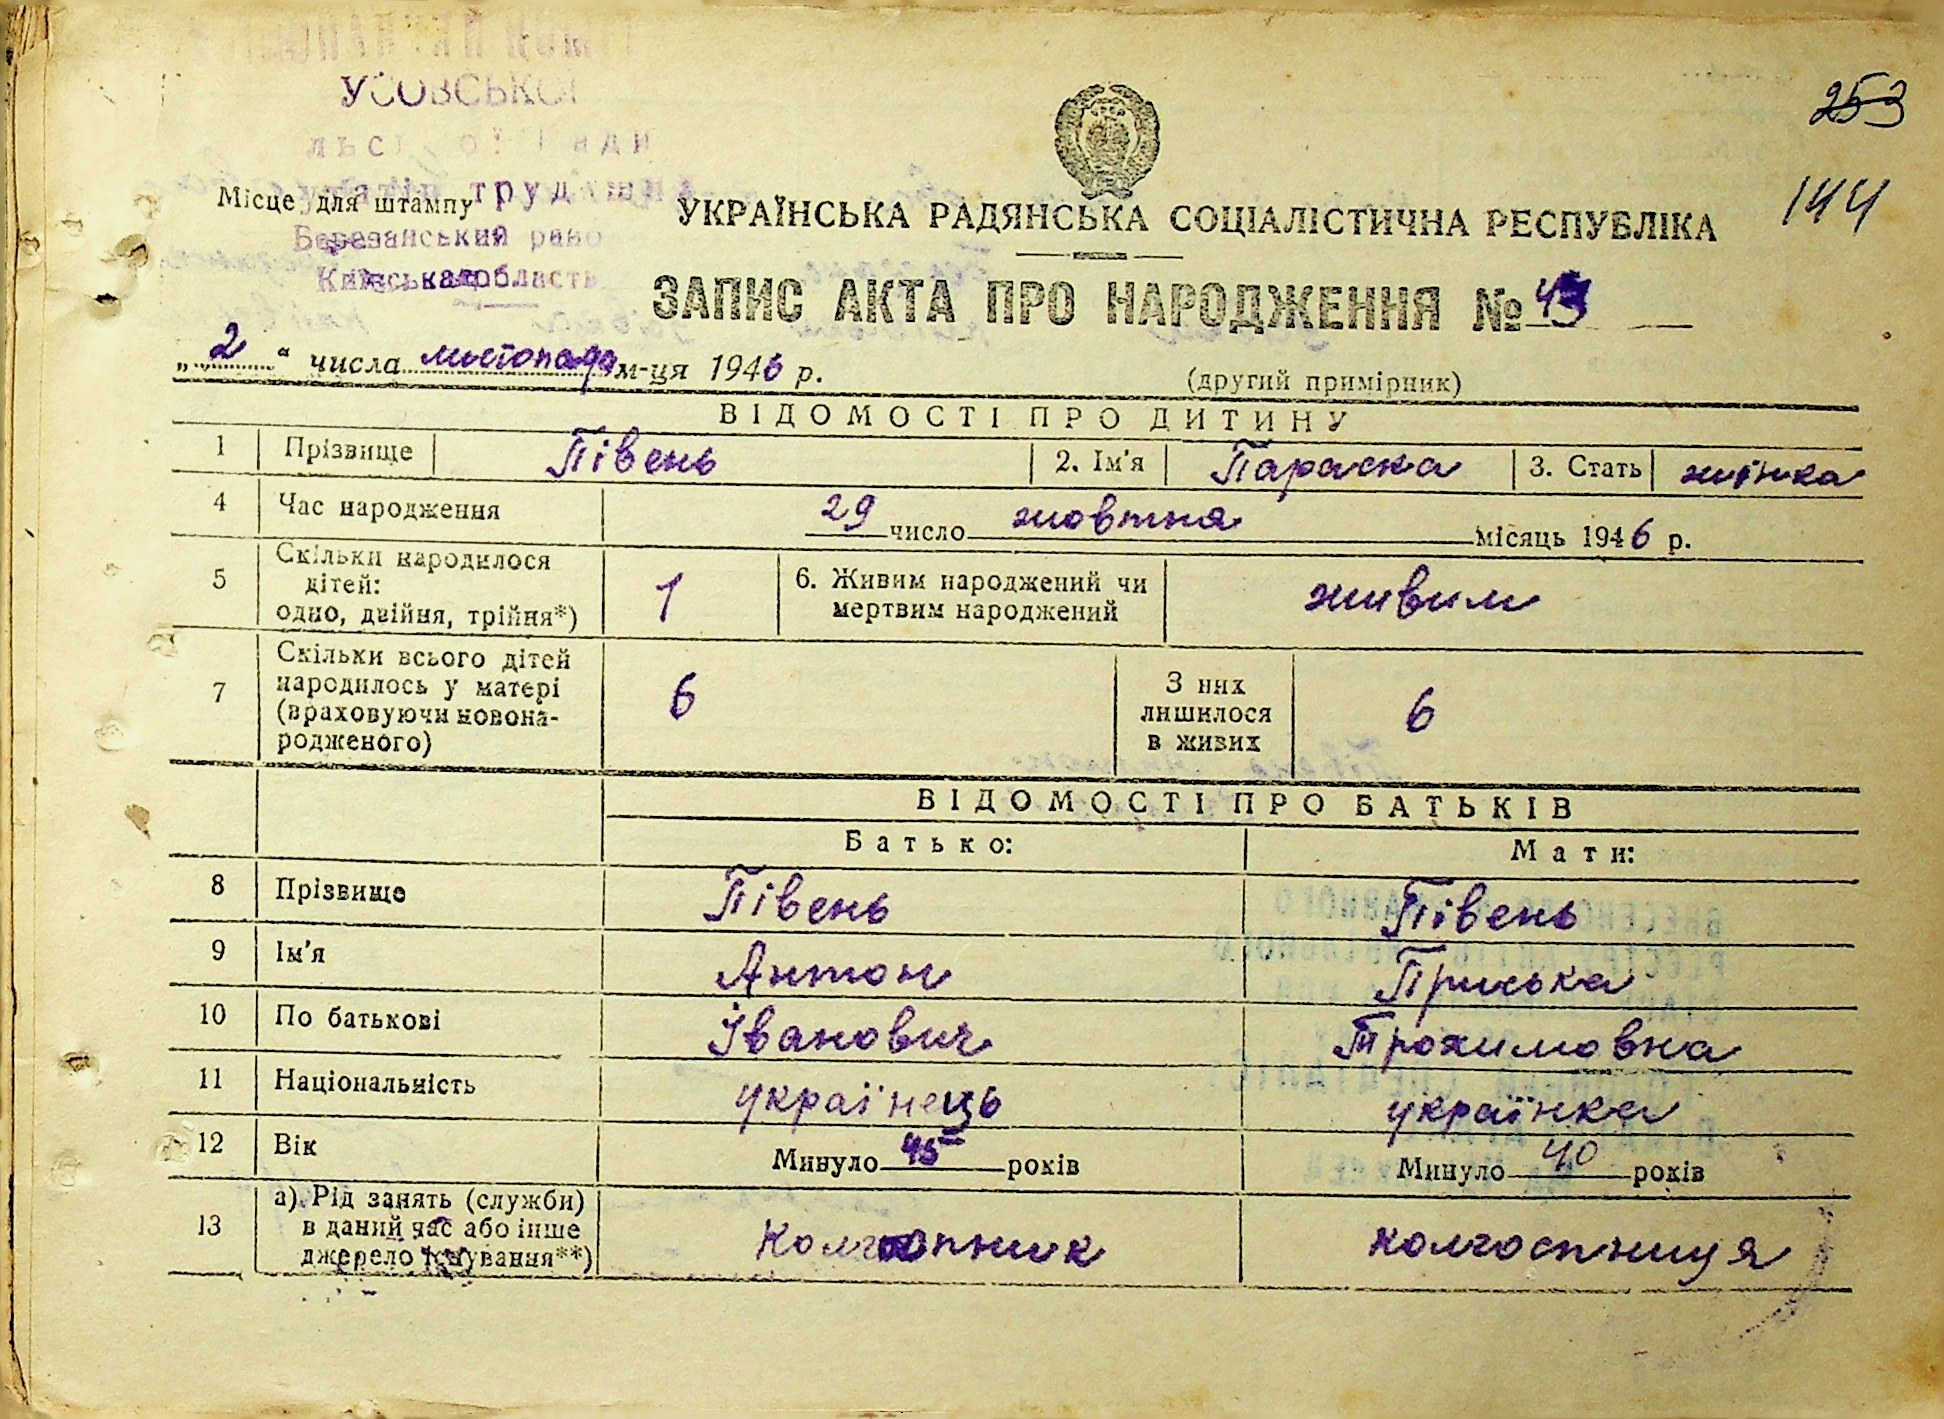 УСОВСЬКОЇ
253
144
Місце для штампу
Березанський
Київська область
УКРАЇНСЬКА РАДЯНСЬКА СОЦІАЛІСТИЧНА РЕСПУБЛІКА
ЗАПИС АКТА ПРО НАРОДЖЕННЯ №
„2“ числа листопада м-ця 1946 р.
(другий примірник)
ВІДОМОСТІ ПРО ДИТИНУ
1 Прізвище Півень 2. Ім'я Параска 3. Стать жінка
4 Час народження 29 число жовтня місяць 1946 р.
5 Скільки народилося дітей: одно, двійня, трійня*) 1 6. Живим народжений чи мертвим народжений живим
7 Скільки всього дітей народилось у матері (враховуючи новонародженого) 6 З них лишилося в живих 6
ВІДОМОСТІ ПРО БАТЬКІВ
Батько: Мати:
8 Прізвище Півень Півень
9 Ім'я Антон Приська
10 По батькові Іванович Трохимовна
11 Національність українець українка
12 Вік Минуло 45 років Минуло 40 років
13 а) Рід занять (служби) в даний час або інше джерело існування**) Колгоспник колгоспниця